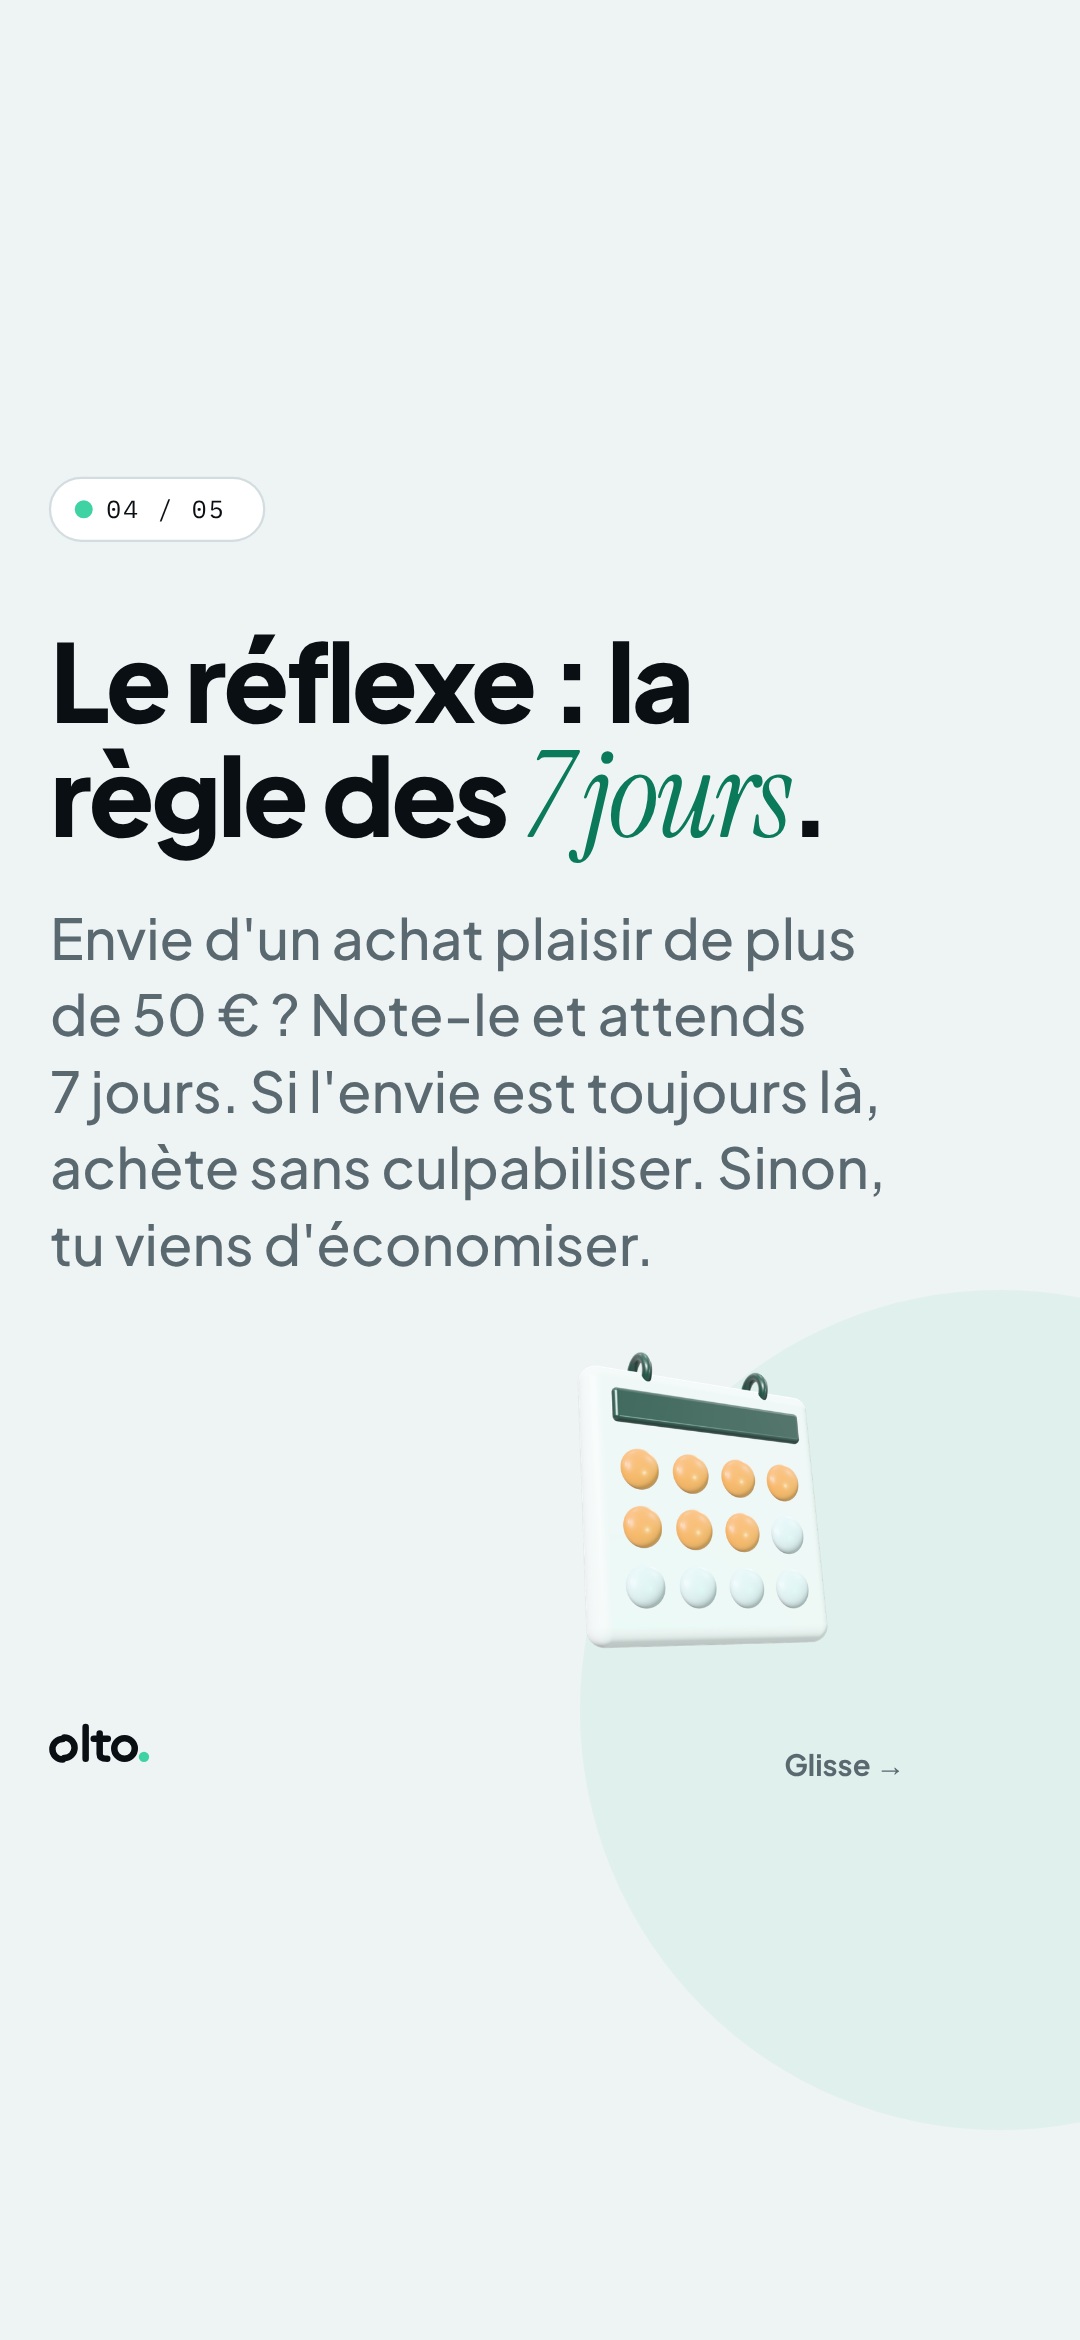 04 / 05
Le réflexe : la
règle des 7 jours.
Envie d'un achat plaisir de plus
de 50 € ? Note-le et attends
7 jours. Si l'envie est toujours là,
achète sans culpabiliser. Sinon,
tu viens d'économiser.
olto.
Glisse →